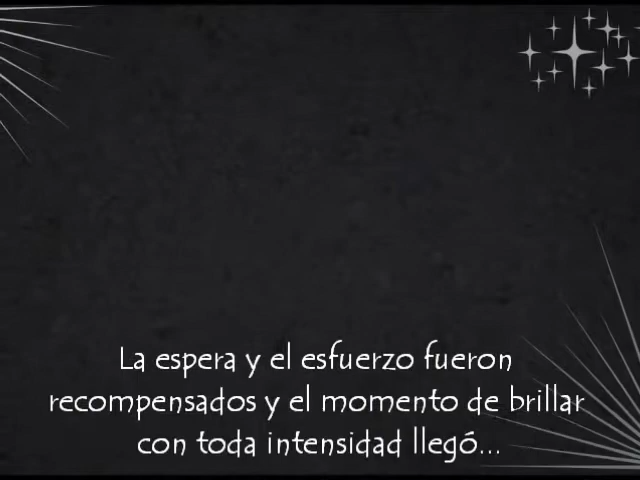 La espera y el esfuerzo fueron
recompensados y el momento de brillar
con toda intensidad llegó...